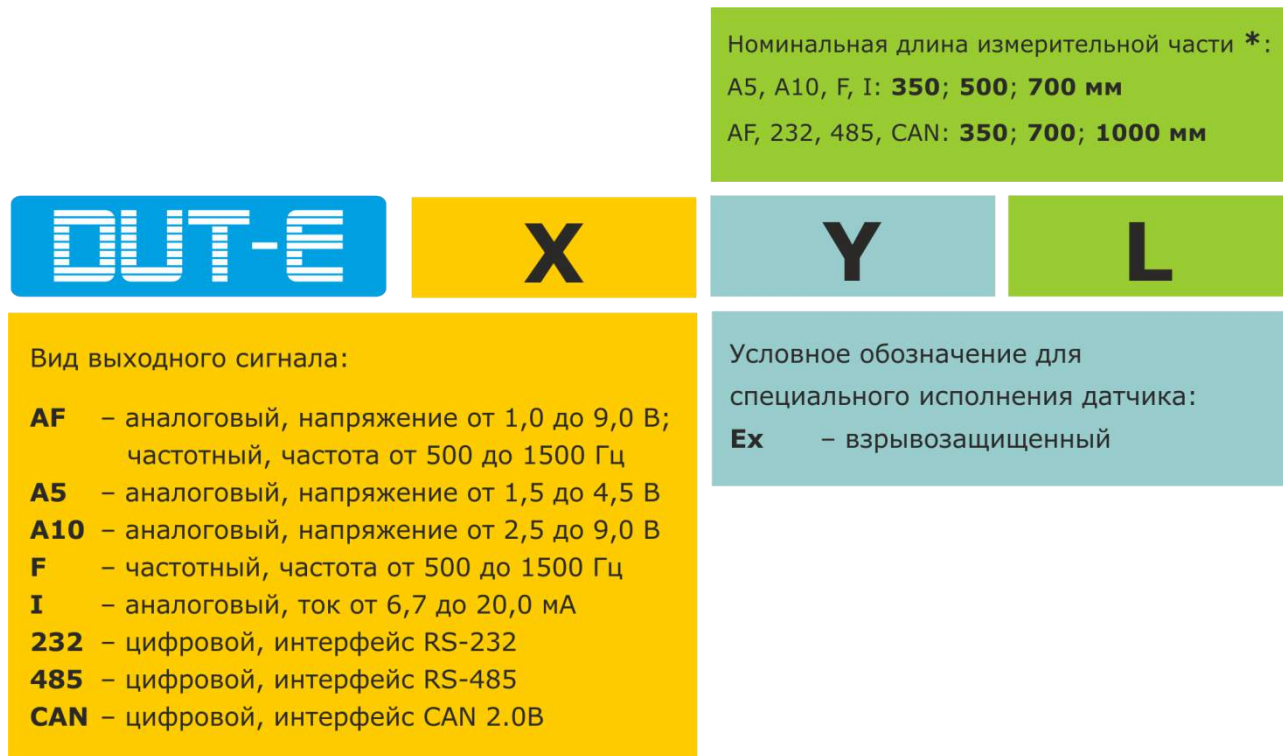 Номинальная длина измерительной части *:
A5, A10, F, I: 350; 500; 700 мм
AF, 232, 485, CAN: 350; 700; 1000 мм
DUT-E X Y L
Вид выходного сигнала:
AF – аналоговый, напряжение от 1,0 до 9,0 В;
частотный, частота от 500 до 1500 Гц
A5 – аналоговый, напряжение от 1,5 до 4,5 В
A10 – аналоговый, напряжение от 2,5 до 9,0 В
F – частотный, частота от 500 до 1500 Гц
I – аналоговый, ток от 6,7 до 20,0 мА
232 – цифровой, интерфейс RS-232
485 – цифровой, интерфейс RS-485
CAN – цифровой, интерфейс CAN 2.0B
Условное обозначение для
специального исполнения датчика:
Ex – взрывозащищенный